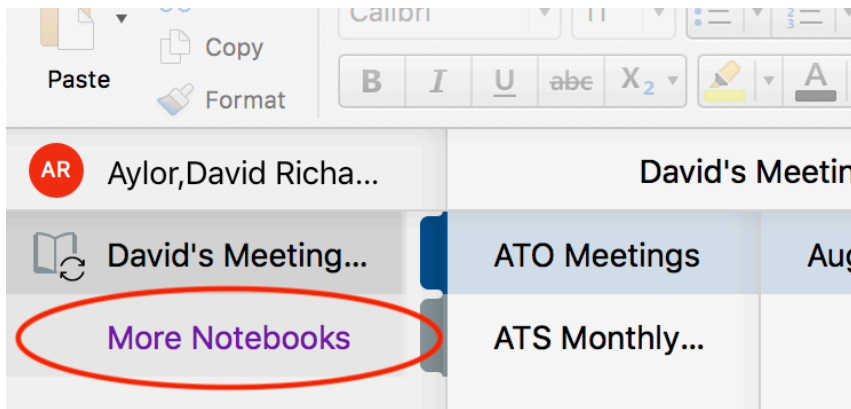 Calibri
11
Copy
Paste
Format
B I U abc X2 A
AR Aylor,David Richa...
David's Meetin
David's Meeting...
ATO Meetings
Aug
More Notebooks
ATS Monthly...